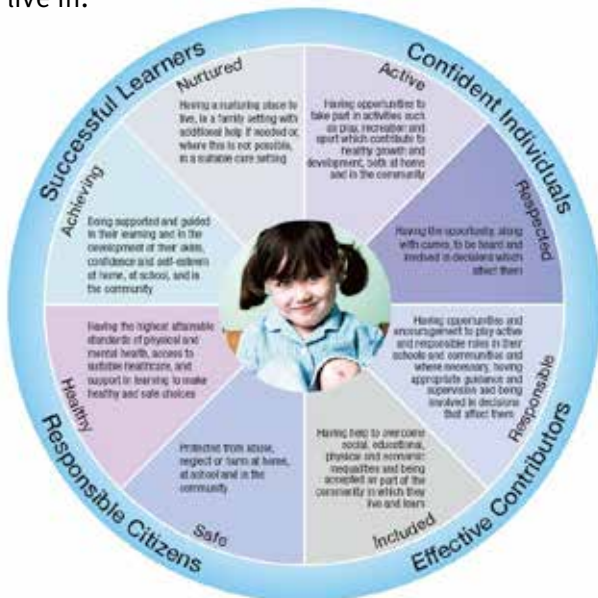 live in.
Successful Learners
Confident Individuals
Nurtured
Having a nurturing place to
live, in a family setting with
additional help if needed or,
where this is not possible,
in a suitable care setting
Active
Having opportunities to
take part in activities such
as play, recreation and
sport which contribute to
healthy growth and
development, both at home
and in the community
Respected
Having the opportunity, along
with carers, to be heard and
involved in decisions which
affect them
Responsible
Having opportunities and
encouragement to play active
and responsible roles in their
schools and communities and
where necessary, having
appropriate guidance and
supervision and being
involved in decisions
that affect them
Included
Having help to overcome
social, educational,
physical and economic
inequalities and being
accepted as part of the
community in which they
live and learn
Safe
Protected from abuse,
neglect or harm at home,
at school and in the
community
Healthy
Having the highest attainable
standards of physical and
mental health, access to
suitable healthcare, and
support in learning to make
healthy and safe choices
Achieving
Being supported and guided
in their learning and in the
development of their skills,
confidence and self-esteem
at home, at school, and in
the community
Responsible Citizens
Effective Contributors